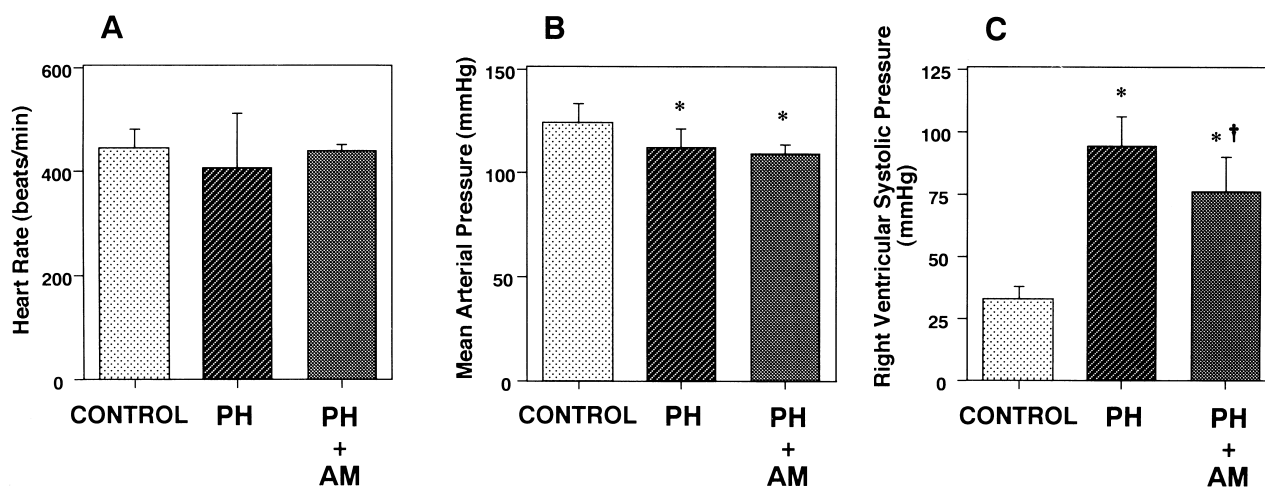 A
Heart Rate (beats/min)
600
400
200
0
CONTROL
PH
PH
+
AM
B
Mean Arterial Pressure (mmHg)
150
100
50
0
*
*
CONTROL
PH
PH
+
AM
C
Right Ventricular Systolic Pressure
(mmHg)
125
100
75
50
25
0
*
* †
CONTROL
PH
PH
+
AM